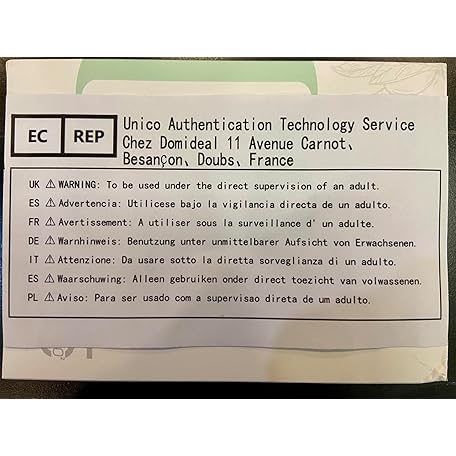 EC REP
Unico Authentication Technology Service
Chez Domideal 11 Avenue Carnot、
Besançon、Doubs、France
UK ⚠ WARNING: To be used under the direct supervision of an adult.
ES ⚠ Advertencia: Utilicese bajo la vigilancia directa de un adulto.
FR ⚠ Avertissement: A utiliser sous la surveillance d' un adulte.
DE ⚠ Warnhinweis: Benutzung unter unmittelbarer Aufsicht von Erwachsenen.
IT ⚠ Attenzione: Da usare sotto la diretta sorveglianza di un adulto.
ES ⚠ Waarschuwing: Alleen gebruiken onder direct toezicht van volwassenen.
PL ⚠ Aviso: Para ser usado com a supervisao direta de um adulto.